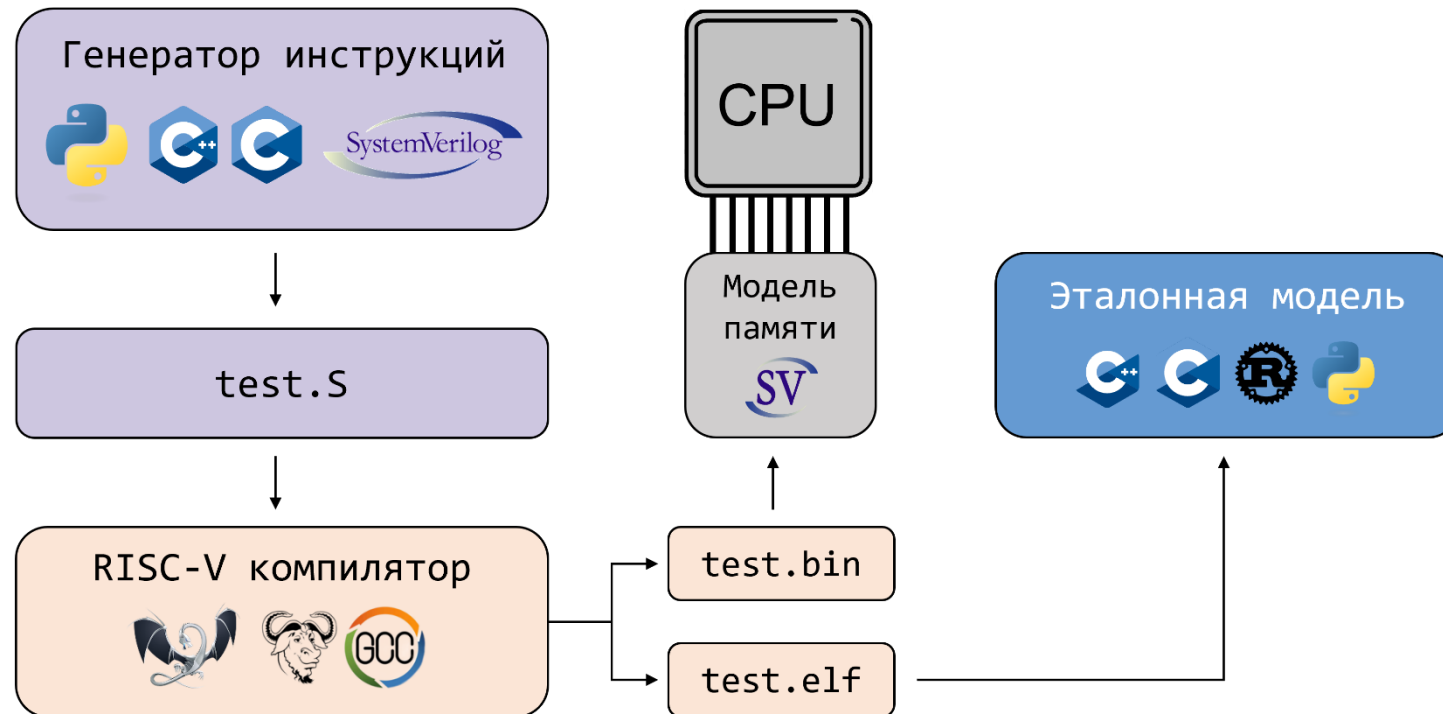 Генератор инструкций
C++
C
SystemVerilog
test.S
RISC-V компилятор
GCC
CPU
Модель
памяти
SV
test.bin
test.elf
Эталонная модель
C++
C
R